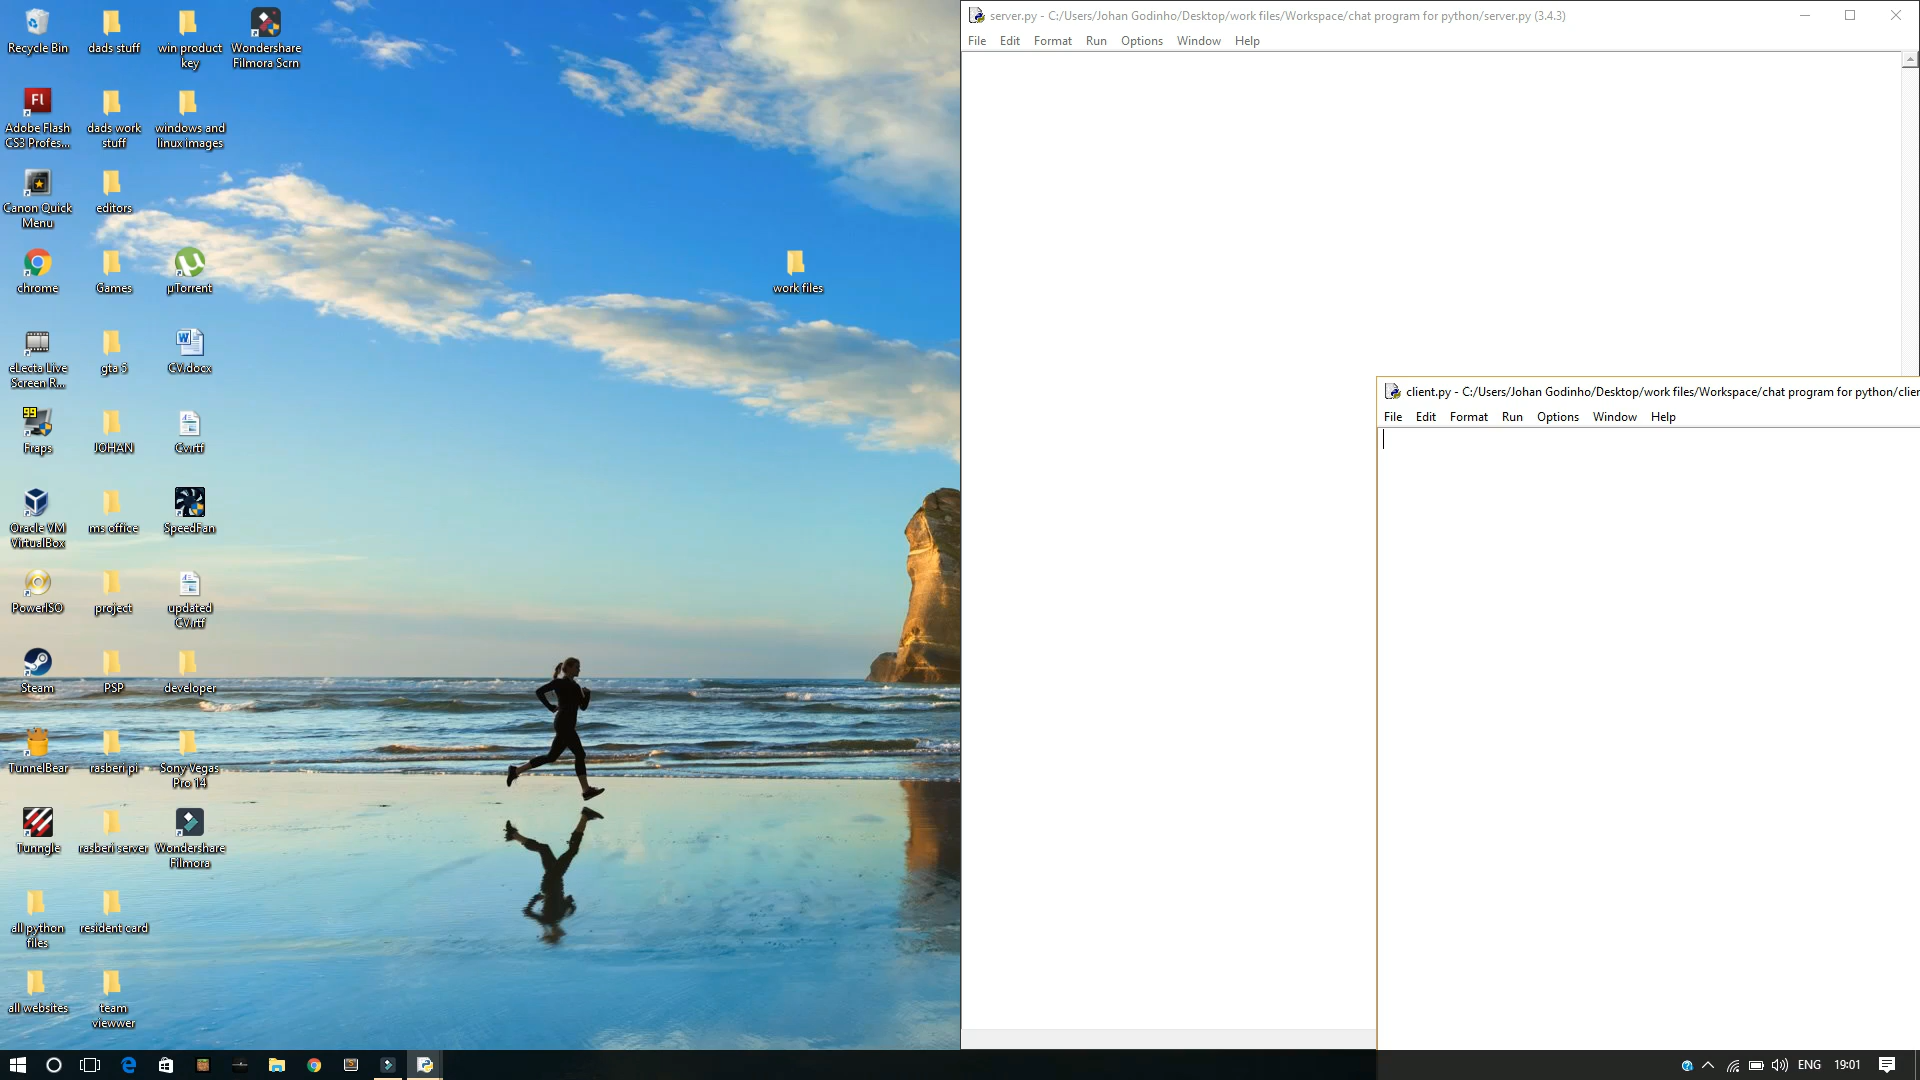 Recycle Bin
dads stuff
win product
key
Wondershare
Filmora Scrn
Adobe Flash
CS3 Profes...
dads work
stuff
windows and
linux images
Canon Quick
Menu
editors
chrome
Games
µTorrent
work files
eLecta Live
Screen R...
gta 5
CV.docx
99
Fraps
JOHAN
Cv.rtf
Oracle VM
VirtualBox
ms office
SpeedFan
PowerISO
project
updated
CV.rtf
Steam
PSP
developer
TunnelBear
rasberi pi
Sony Vegas
Pro 14
Tunngle
rasberi server
Wondershare
Filmora
all python
files
resident card
all websites
team
viewwer
server.py - C:/Users/Johan Godinho/Desktop/work files/Workspace/chat program for python/server.py (3.4.3)
File Edit Format Run Options Window Help
client.py - C:/Users/Johan Godinho/Desktop/work files/Workspace/chat program for python/clier
File Edit Format Run Options Window Help
ENG 19:01